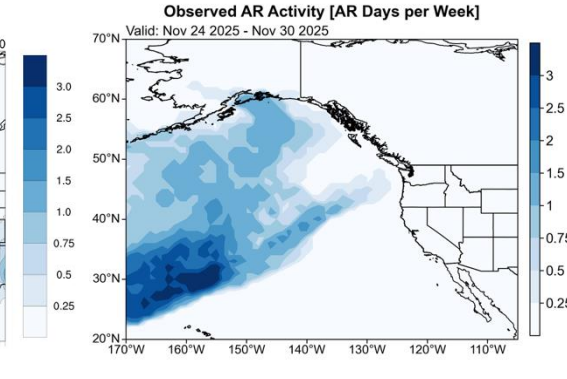 Observed AR Activity [AR Days per Week]
Valid: Nov 24 2025 - Nov 30 2025
70°N
60°N
50°N
40°N
30°N
20°N
170°W 160°W 150°W 140°W 130°W 120°W 110°W
3.0
2.5
2.0
1.5
1.0
0.75
0.5
0.25
3
2.5
2
1.5
1
0.75
0.5
0.25